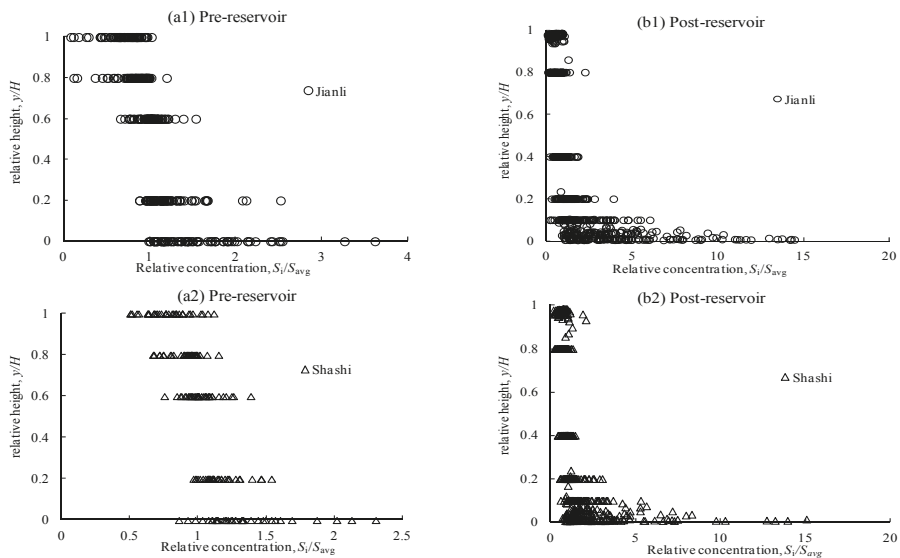 (a1) Pre-reservoir
1
0.8
0.6
0.4
0.2
0
relative height, y/H
Jianli
0 1 2 3 4
Relative concentration, Si/Savg
(b1) Post-reservoir
1
0.8
0.6
0.4
0.2
0
relative height, y/H
Jianli
0 5 10 15 20
Relative concentration, Si/Savg
(a2) Pre-reservoir
1
0.8
0.6
0.4
0.2
0
relative height, y/H
Shashi
0 0.5 1 1.5 2 2.5
Relative concentration, Si/Savg
(b2) Post-reservoir
1
0.8
0.6
0.4
0.2
0
relative height, y/H
Shashi
0 5 10 15 20
Relative concentration, Si/Savg